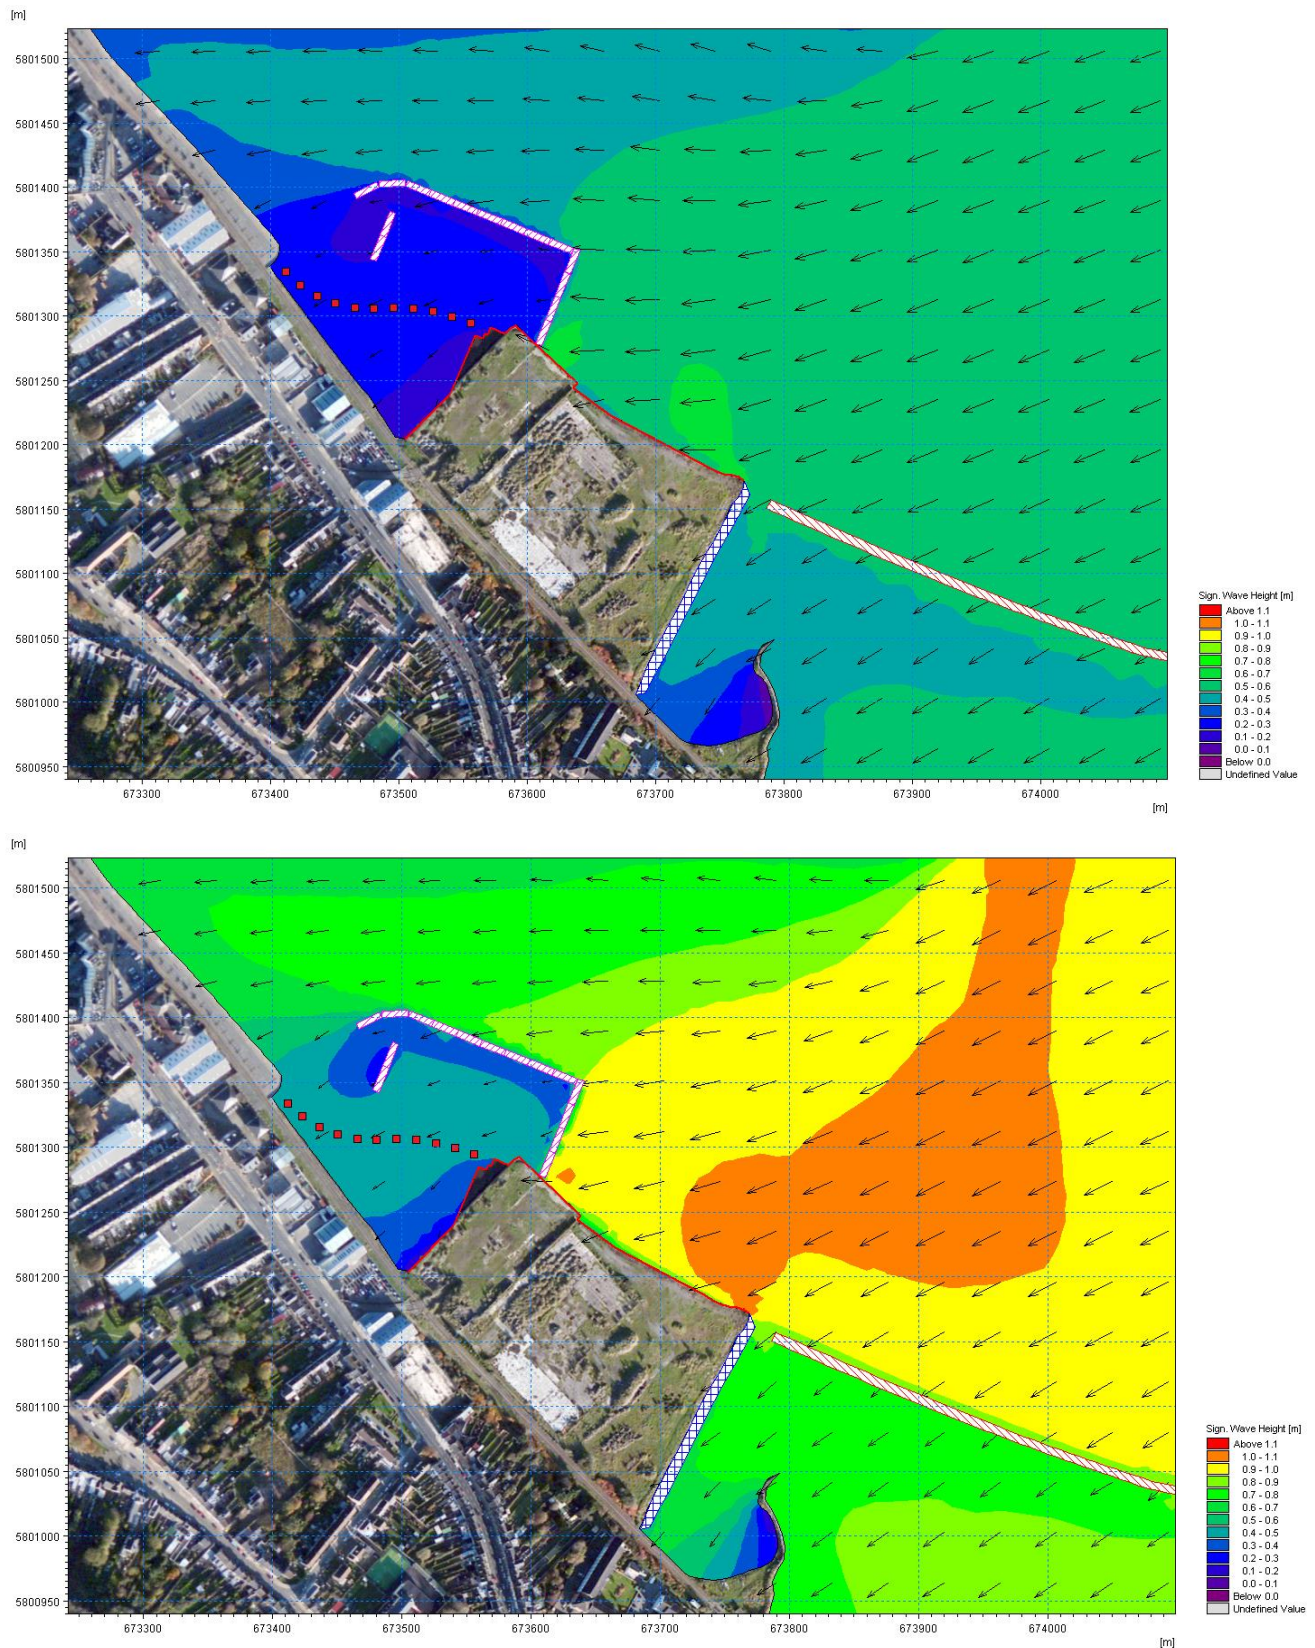 [m]
5801500
5801450
5801400
5801350
5801300
5801250
5801200
5801150
5801100
5801050
5801000
5800950
673300 673400 673500 673600 673700 673800 673900 674000
[m]
Sign. Wave Height [m]
Above 1.1
1.0 - 1.1
0.9 - 1.0
0.8 - 0.9
0.7 - 0.8
0.6 - 0.7
0.5 - 0.6
0.4 - 0.5
0.3 - 0.4
0.2 - 0.3
0.1 - 0.2
0.0 - 0.1
Below 0.0
Undefined Value
[m]
5801500
5801450
5801400
5801350
5801300
5801250
5801200
5801150
5801100
5801050
5801000
5800950
673300 673400 673500 673600 673700 673800 673900 674000
[m]
Sign. Wave Height [m]
Above 1.1
1.0 - 1.1
0.9 - 1.0
0.8 - 0.9
0.7 - 0.8
0.6 - 0.7
0.5 - 0.6
0.4 - 0.5
0.3 - 0.4
0.2 - 0.3
0.1 - 0.2
0.0 - 0.1
Below 0.0
Undefined Value